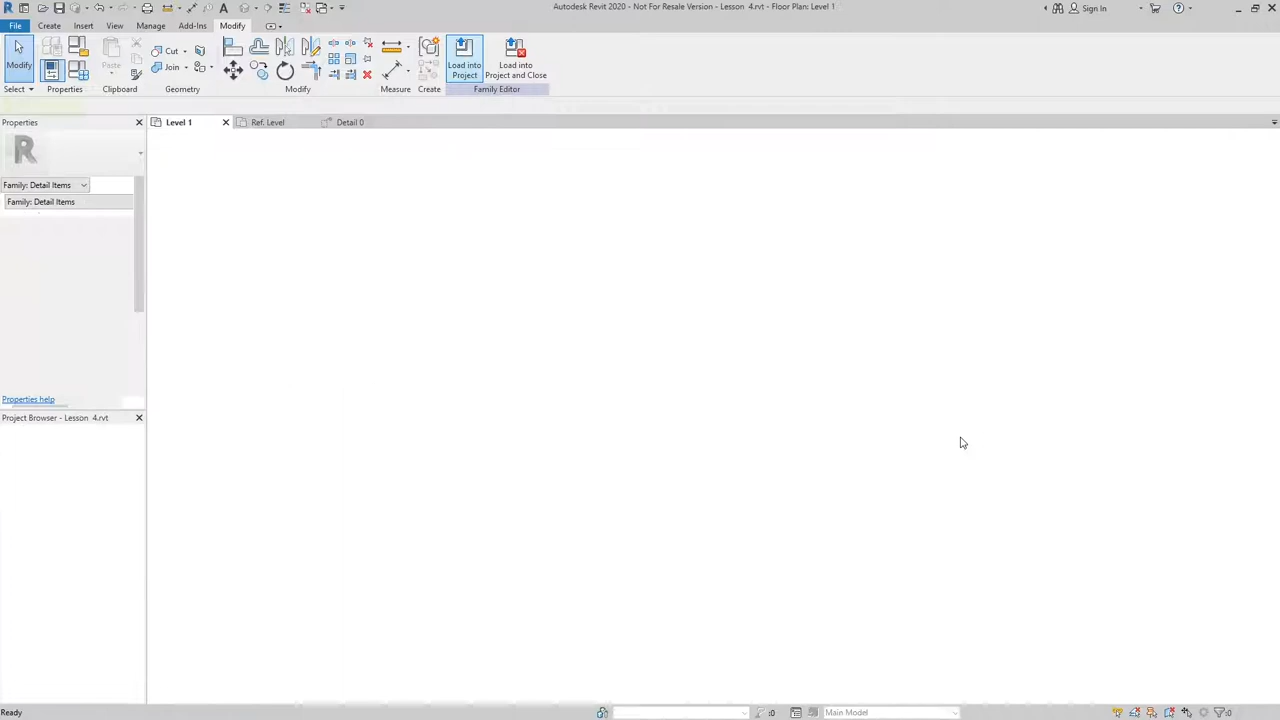 Autodesk Revit 2020 - Not For Resale Version - Lesson  4.rvt - Floor Plan: Level 1
Sign In
File Create Insert Annotate View Manage Add-Ins Modify
Modify
Paste
Cut
Join
Load into Project
Load into Project and Close
Select Properties Clipboard Geometry Modify Measure Create Family Editor
Properties
Level 1 Ref. Level Detail 0
Family: Detail Items
Family: Detail Items
Properties help
Project Browser - Lesson  4.rvt
Ready
:0
Main Model
:0